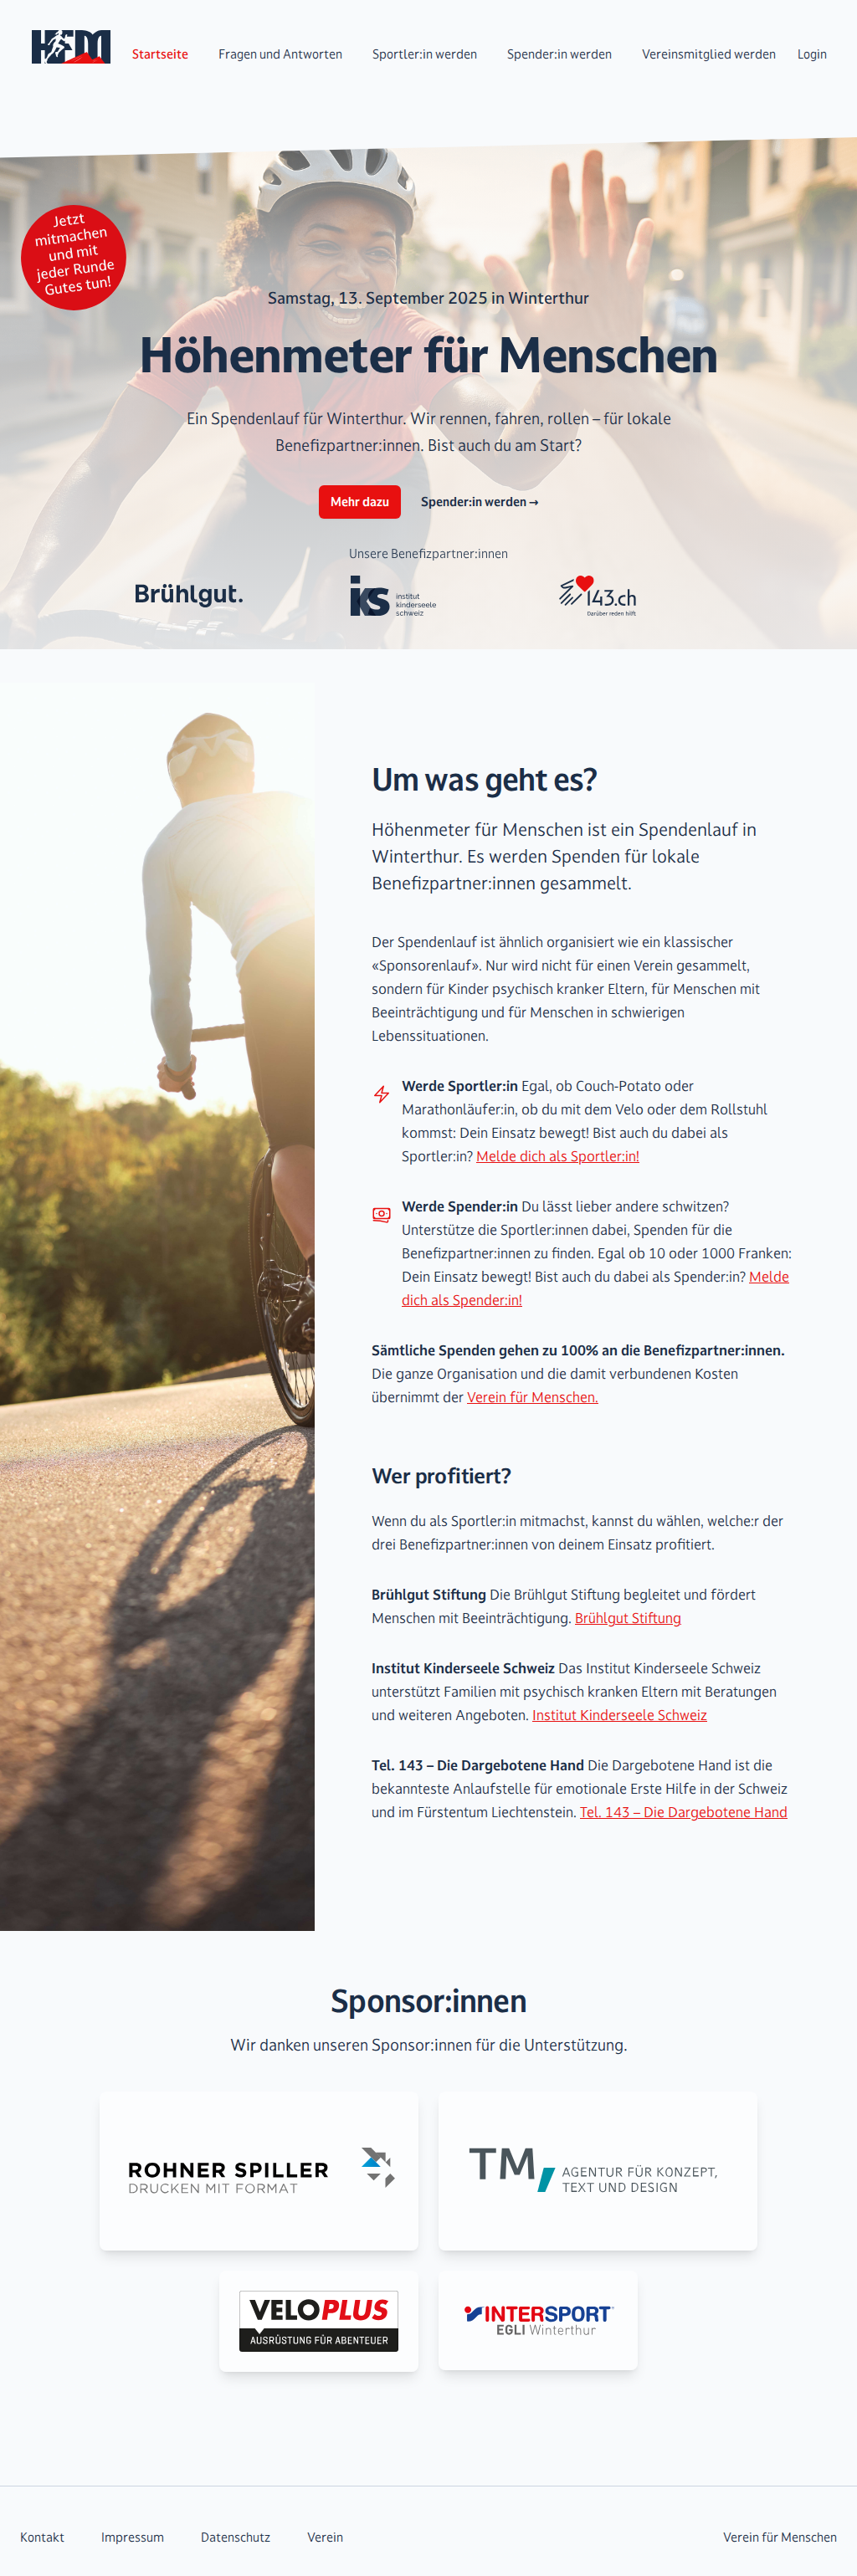 HFM
Startseite
Fragen und Antworten
Sportler:in werden
Spender:in werden
Vereinsmitglied werden
Login
Jetzt
mitmachen
und mit
jeder Runde
Gutes tun!
Samstag, 13. September 2025 in Winterthur
Höhenmeter für Menschen
Ein Spendenlauf für Winterthur. Wir rennen, fahren, rollen – für lokale
Benefizpartner:innen. Bist auch du am Start?
Mehr dazu
Spender:in werden →
Unsere Benefizpartner:innen
Brühlgut.
iks
institut
kinderseele
schweiz
143.ch
Darüber reden hilft
Um was geht es?
Höhenmeter für Menschen ist ein Spendenlauf in
Winterthur. Es werden Spenden für lokale
Benefizpartner:innen gesammelt.
Der Spendenlauf ist ähnlich organisiert wie ein klassischer
«Sponsorenlauf». Nur wird nicht für einen Verein gesammelt,
sondern für Kinder psychisch kranker Eltern, für Menschen mit
Beeinträchtigung und für Menschen in schwierigen
Lebenssituationen.
Werde Sportler:in Egal, ob Couch-Potato oder
Marathonläufer:in, ob du mit dem Velo oder dem Rollstuhl
kommst: Dein Einsatz bewegt! Bist auch du dabei als
Sportler:in? Melde dich als Sportler:in!
Werde Spender:in Du lässt lieber andere schwitzen?
Unterstütze die Sportler:innen dabei, Spenden für die
Benefizpartner:innen zu finden. Egal ob 10 oder 1000 Franken:
Dein Einsatz bewegt! Bist auch du dabei als Spender:in? Melde
dich als Spender:in!
Sämtliche Spenden gehen zu 100% an die Benefizpartner:innen.
Die ganze Organisation und die damit verbundenen Kosten
übernimmt der Verein für Menschen.
Wer profitiert?
Wenn du als Sportler:in mitmachst, kannst du wählen, welche:r der
drei Benefizpartner:innen von deinem Einsatz profitiert.
Brühlgut Stiftung Die Brühlgut Stiftung begleitet und fördert
Menschen mit Beeinträchtigung. Brühlgut Stiftung
Institut Kinderseele Schweiz Das Institut Kinderseele Schweiz
unterstützt Familien mit psychisch kranken Eltern mit Beratungen
und weiteren Angeboten. Institut Kinderseele Schweiz
Tel. 143 – Die Dargebotene Hand Die Dargebotene Hand ist die
bekannteste Anlaufstelle für emotionale Erste Hilfe in der Schweiz
und im Fürstentum Liechtenstein. Tel. 143 – Die Dargebotene Hand
Sponsor:innen
Wir danken unseren Sponsor:innen für die Unterstützung.
ROHNER SPILLER
DRUCKEN MIT FORMAT
TM,
AGENTUR FÜR KONZEPT,
TEXT UND DESIGN
VELOPLUS
AUSRÜSTUNG FÜR ABENTEUER
INTERSPORT
EGLI Winterthur
Kontakt
Impressum
Datenschutz
Verein
Verein für Menschen